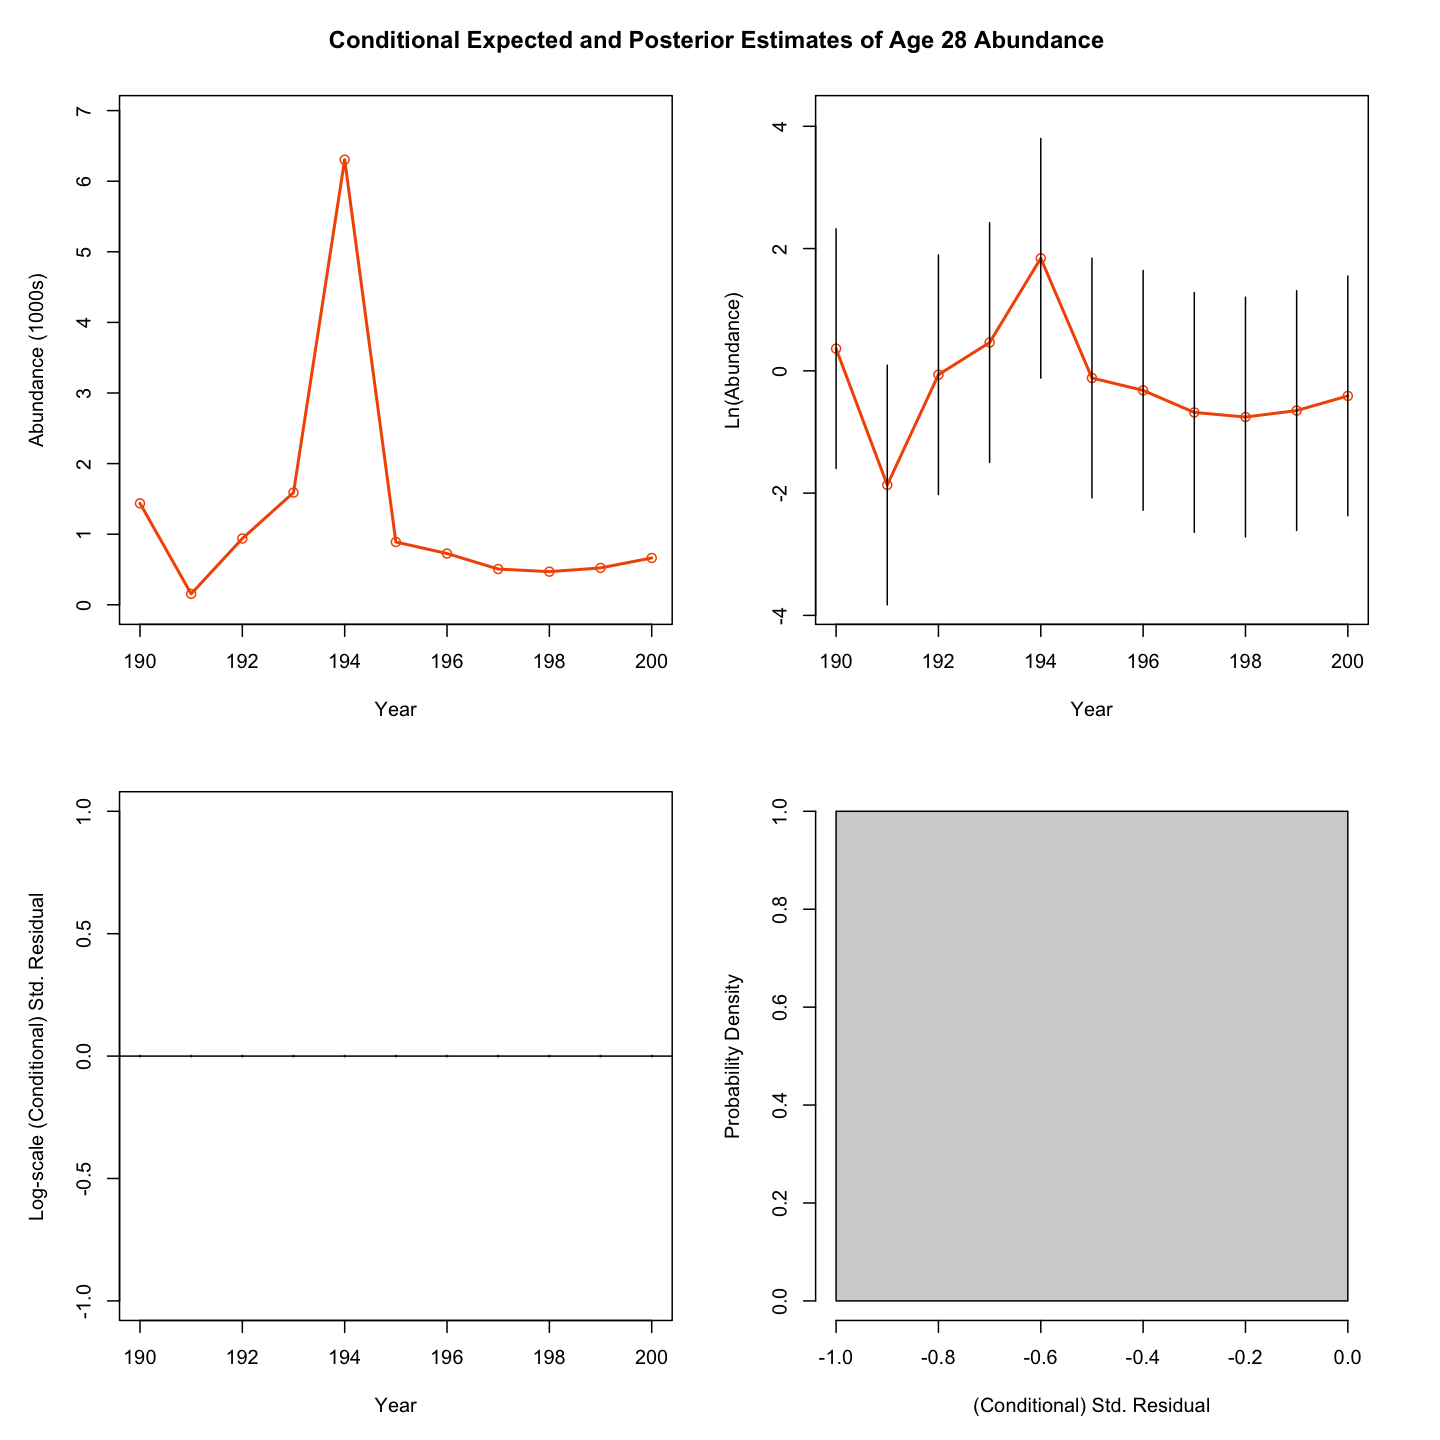 Conditional Expected and Posterior Estimates of Age 28 Abundance
Abundance (1000s)
7
6
5
4
3
2
1
0
190 192 194 196 198 200
Year
Ln(Abundance)
4
2
0
-2
-4
190 192 194 196 198 200
Year
Log-scale (Conditional) Std. Residual
1.0
0.5
0.0
-0.5
-1.0
190 192 194 196 198 200
Year
Probability Density
1.0
0.8
0.6
0.4
0.2
0.0
-1.0 -0.8 -0.6 -0.4 -0.2 0.0
(Conditional) Std. Residual